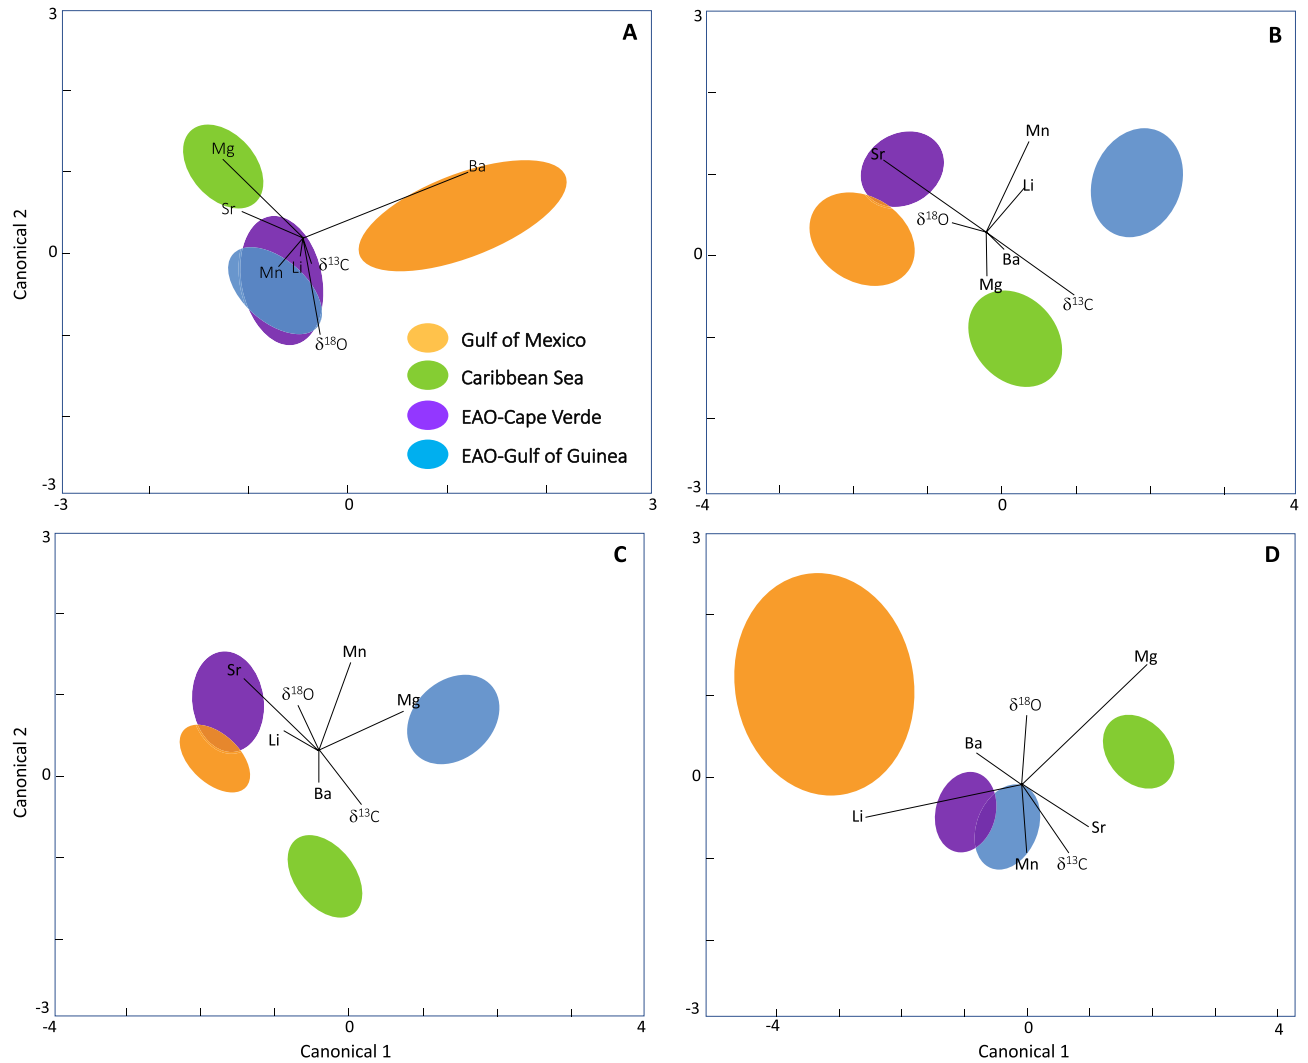 3
A
Mg
Ba
Sr
Canonical 2
0
Mn
Li
δ¹³C
δ¹⁸O
Gulf of Mexico
Caribbean Sea
EAO-Cape Verde
EAO-Gulf of Guinea
-3
-3
0
3
3
B
Mn
Sr
Li
δ¹⁸O
0
Ba
Mg
δ¹³C
-3
-4
0
4
3
C
Mn
Sr
δ¹⁸O
Mg
Li
Canonical 2
0
Ba
δ¹³C
-3
-4
0
4
Canonical 1
3
D
Mg
δ¹⁸O
Ba
0
Li
Sr
Mn
δ¹³C
-3
-4
0
4
Canonical 1